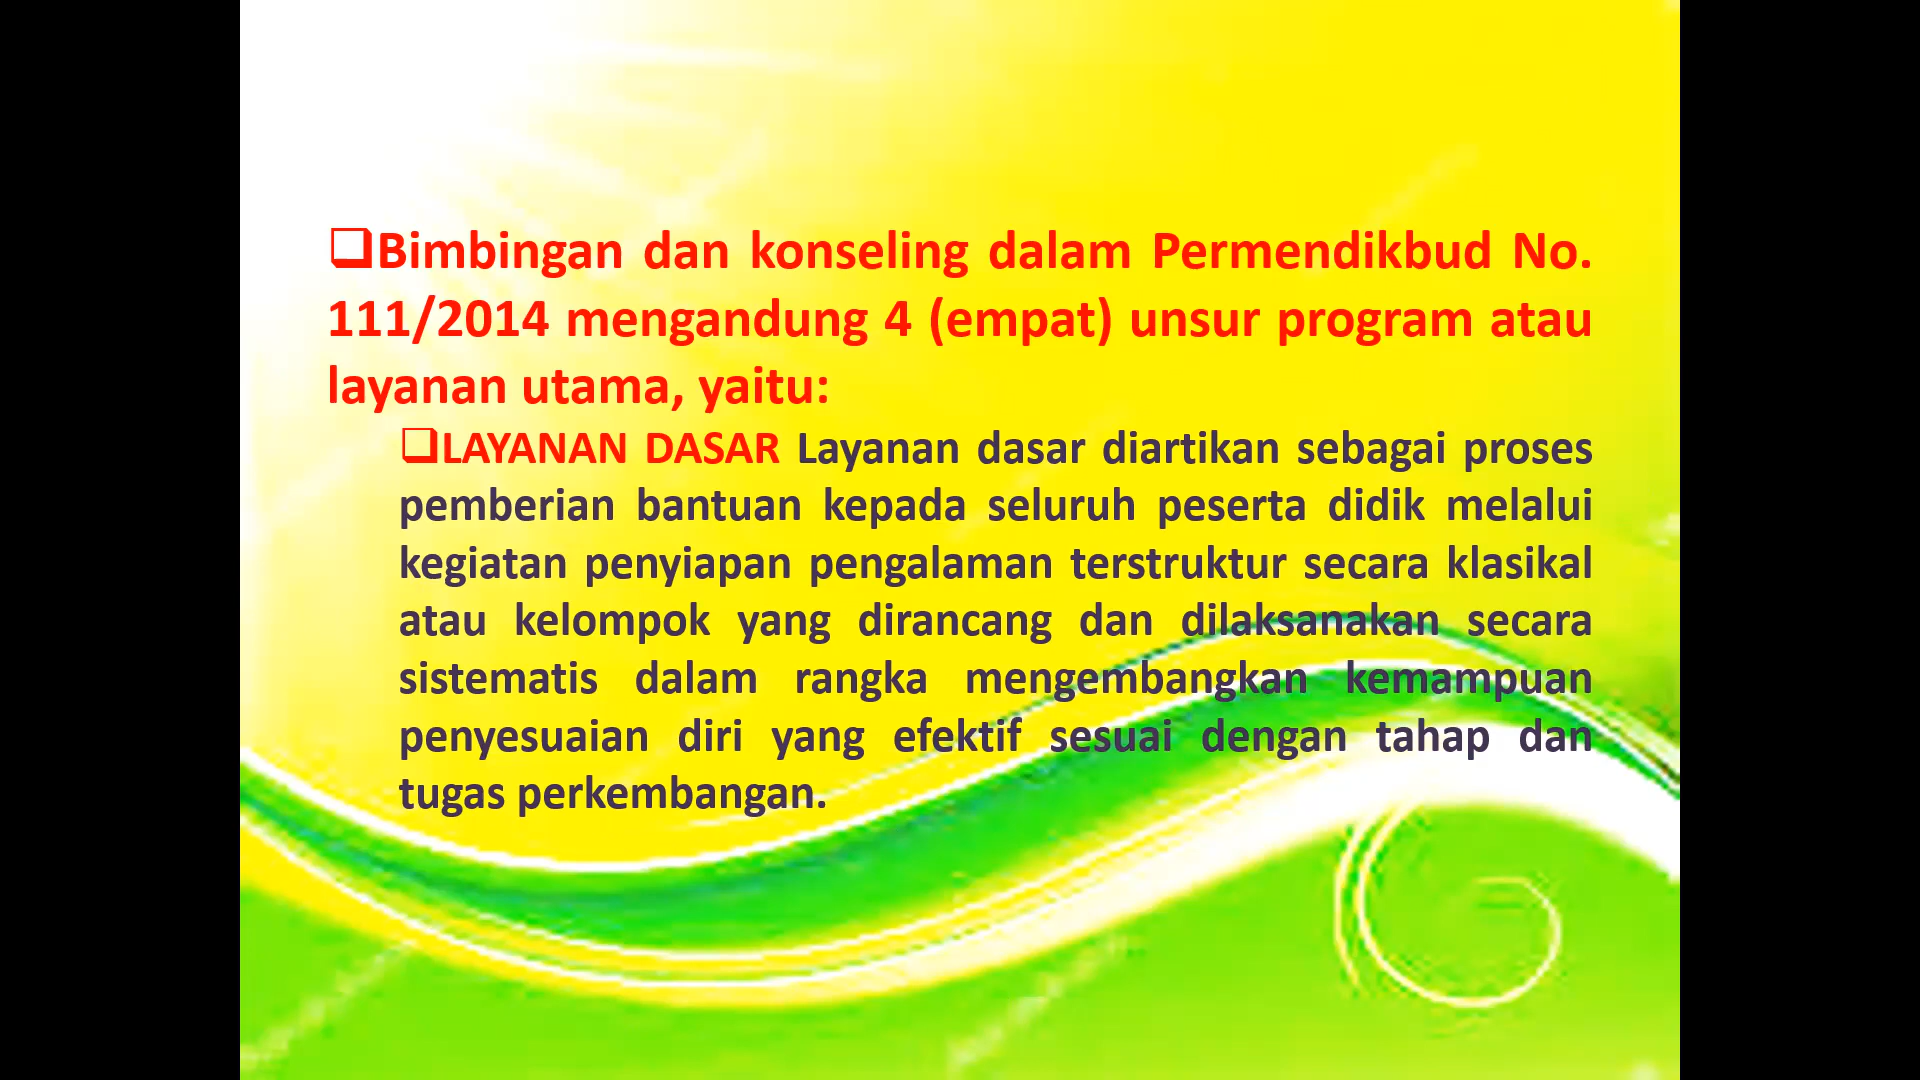 ❑Bimbingan dan konseling dalam Permendikbud No.
111/2014 mengandung 4 (empat) unsur program atau
layanan utama, yaitu:
❑LAYANAN DASAR Layanan dasar diartikan sebagai proses
pemberian bantuan kepada seluruh peserta didik melalui
kegiatan penyiapan pengalaman terstruktur secara klasikal
atau kelompok yang dirancang dan dilaksanakan secara
sistematis dalam rangka mengembangkan kemampuan
penyesuaian diri yang efektif sesuai dengan tahap dan
tugas perkembangan.